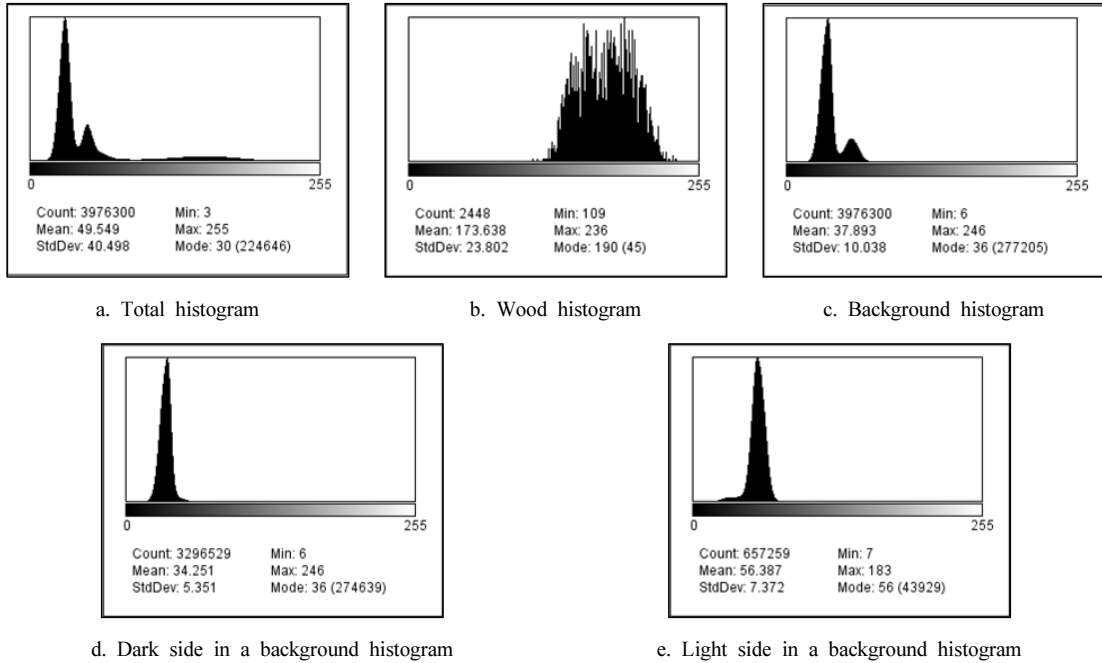 0 255
Count: 3976300 Min: 3
Mean: 49.549 Max: 255
StdDev: 40.498 Mode: 30 (224646)
a. Total histogram
0 255
Count: 2448 Min: 109
Mean: 173.638 Max: 236
StdDev: 23.802 Mode: 190 (45)
b. Wood histogram
0 255
Count: 3976300 Min: 6
Mean: 37.893 Max: 246
StdDev: 10.038 Mode: 36 (277205)
c. Background histogram
0 255
Count: 3296529 Min: 6
Mean: 34.251 Max: 246
StdDev: 5.351 Mode: 36 (274639)
d. Dark side in a background histogram
0 255
Count: 657259 Min: 7
Mean: 56.387 Max: 183
StdDev: 7.372 Mode: 56 (43929)
e. Light side in a background histogram